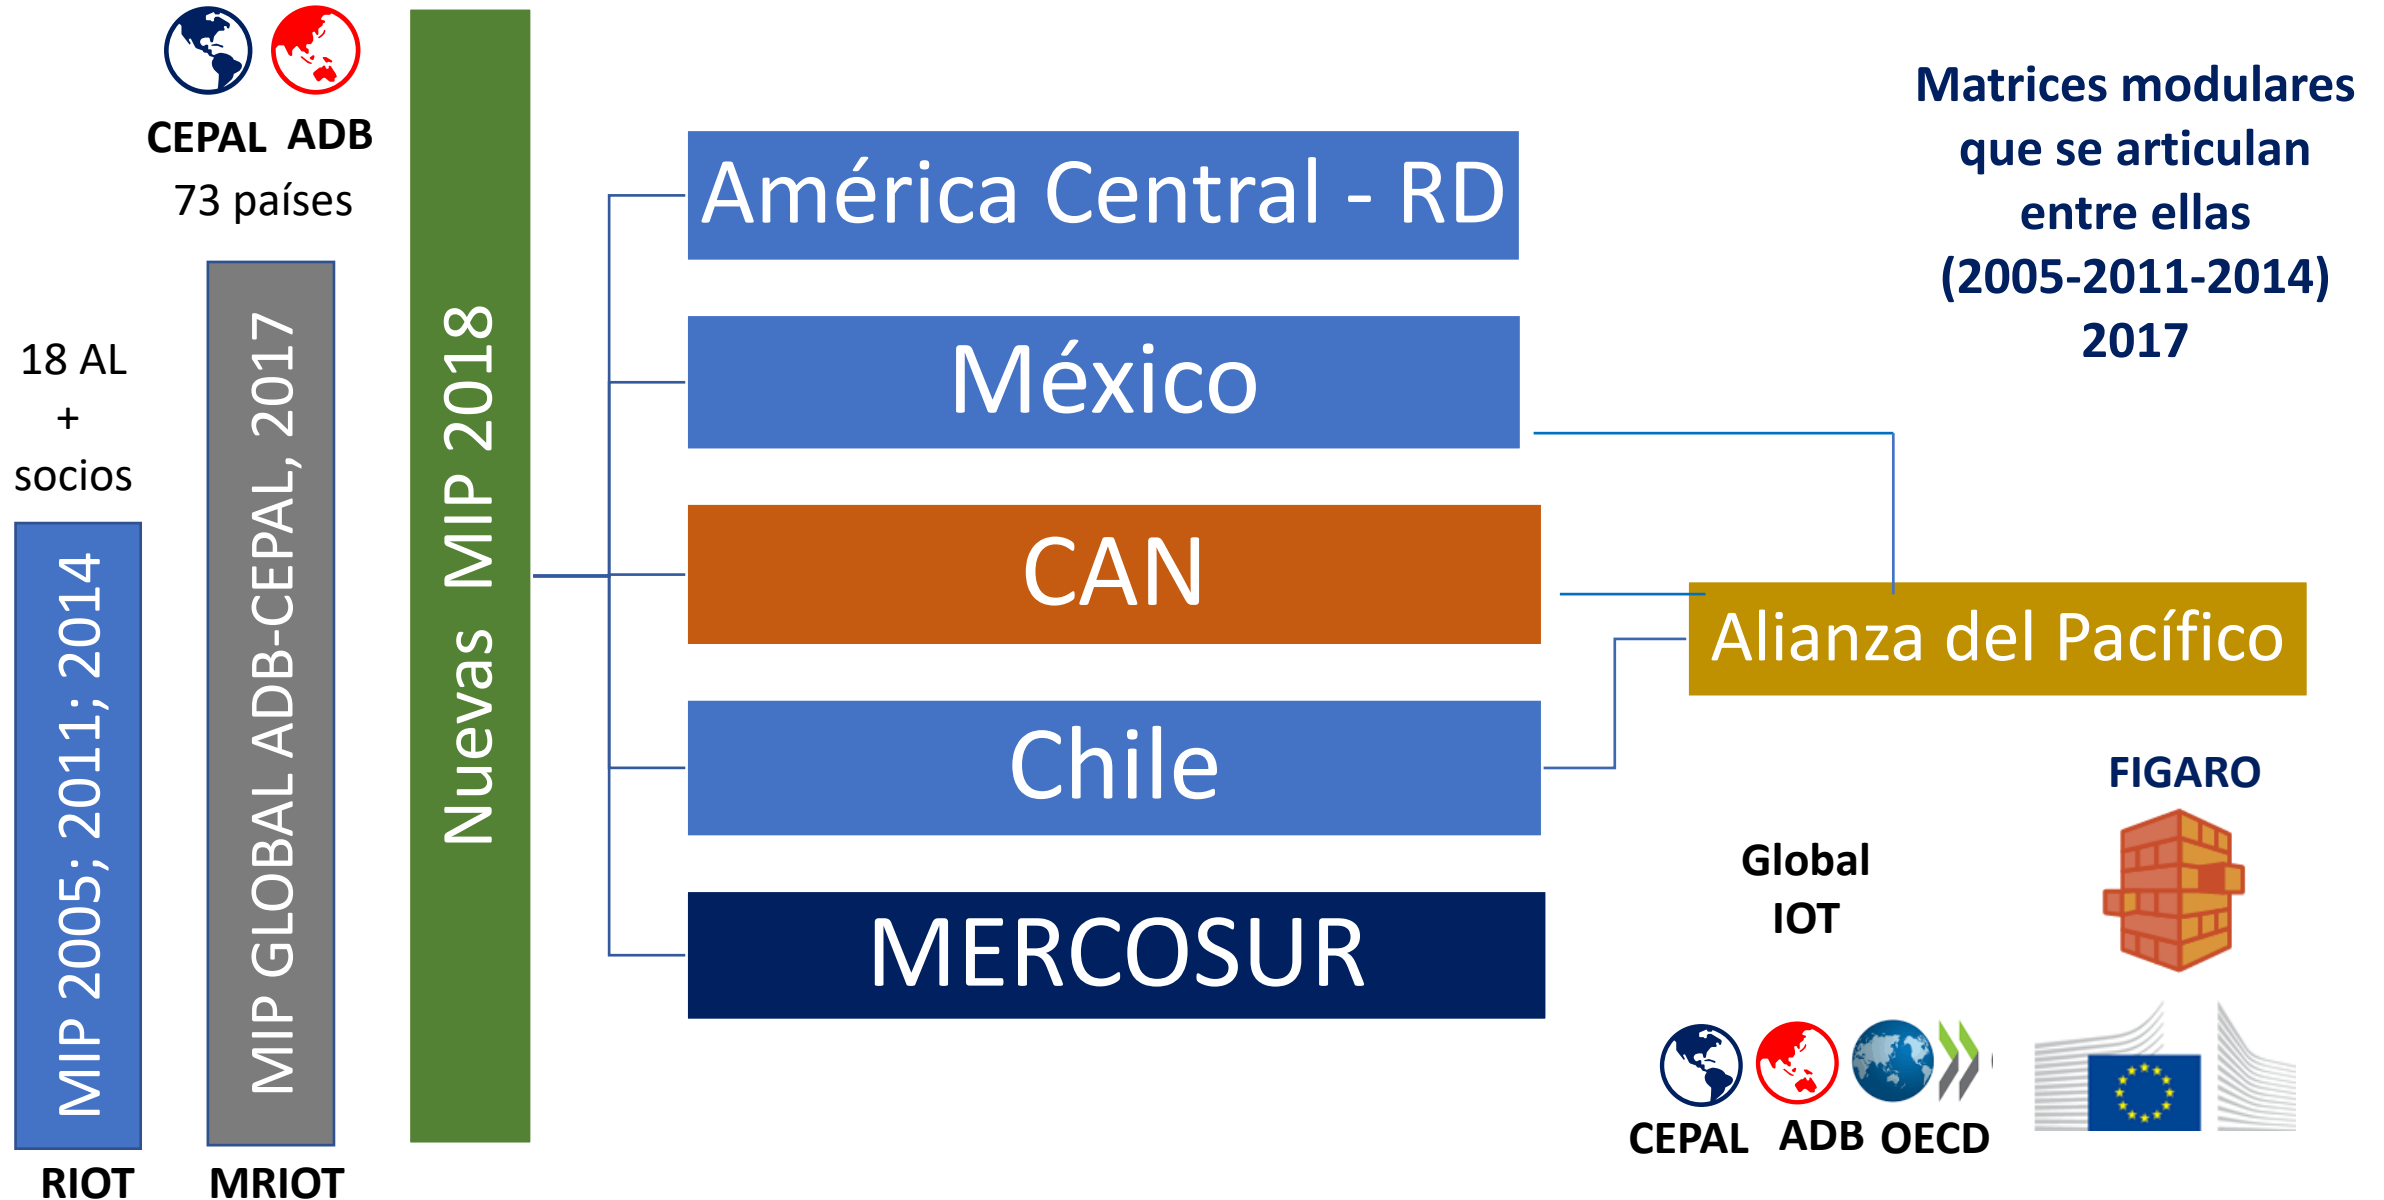 CEPAL ADB
73 países
18 AL
+
socios
MIP 2005; 2011; 2014
RIOT
MIP GLOBAL ADB-CEPAL, 2017
MRIOT
Nuevas MIP 2018
América Central - RD
México
CAN
Chile
MERCOSUR
Matrices modulares
que se articulan
entre ellas
(2005-2011-2014)
2017
Alianza del Pacífico
FIGARO
Global
IOT
CEPAL ADB OECD